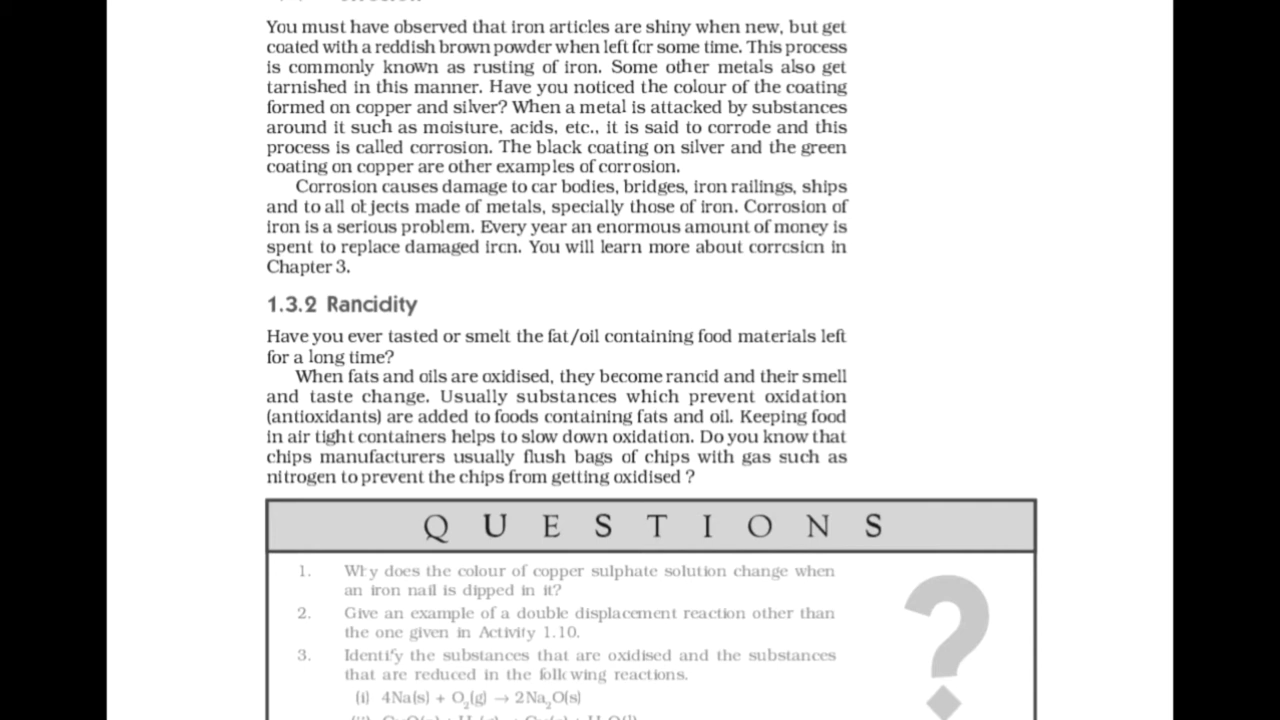 You must have observed that iron articles are shiny when new, but get
coated with a reddish brown powder when left for some time. This process
is commonly known as rusting of iron. Some other metals also get
tarnished in this manner. Have you noticed the colour of the coating
formed on copper and silver? When a metal is attacked by substances
around it such as moisture, acids, etc., it is said to corrode and this
process is called corrosion. The black coating on silver and the green
coating on copper are other examples of corrosion.
Corrosion causes damage to car bodies, bridges, iron railings, ships
and to all objects made of metals, specially those of iron. Corrosion of
iron is a serious problem. Every year an enormous amount of money is
spent to replace damaged iron. You will learn more about corrosion in
Chapter 3.
1.3.2 Rancidity
Have you ever tasted or smelt the fat/oil containing food materials left
for a long time?
When fats and oils are oxidised, they become rancid and their smell
and taste change. Usually substances which prevent oxidation
(antioxidants) are added to foods containing fats and oil. Keeping food
in air tight containers helps to slow down oxidation. Do you know that
chips manufacturers usually flush bags of chips with gas such as
nitrogen to prevent the chips from getting oxidised ?
QUESTIONS
1. Why does the colour of copper sulphate solution change when
an iron nail is dipped in it?
2. Give an example of a double displacement reaction other than
the one given in Activity 1.10.
3. Identify the substances that are oxidised and the substances
that are reduced in the following reactions.
(i) 4Na(s) + O₂(g) → 2Na₂O(s)
?